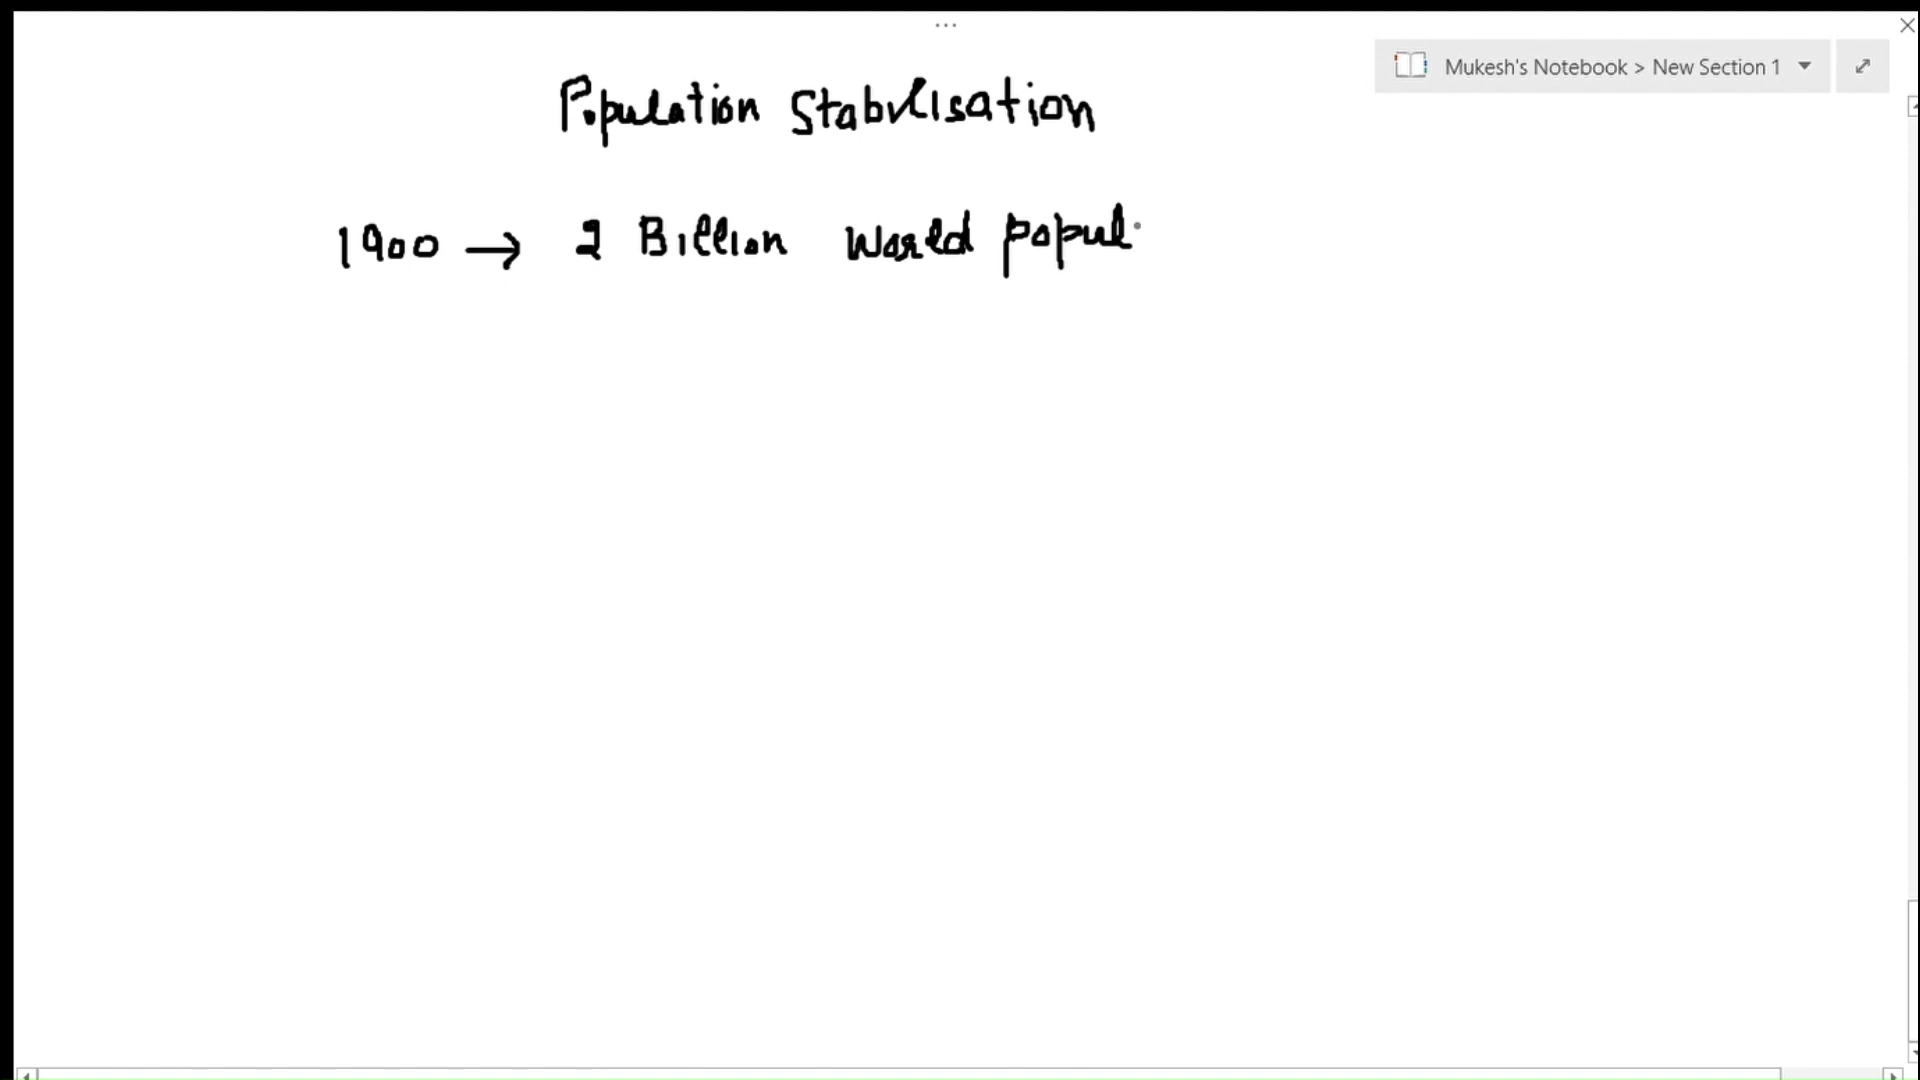 Mukesh's Notebook > New Section 1
Population Stabilisation
1900 → 2 Billion World popul